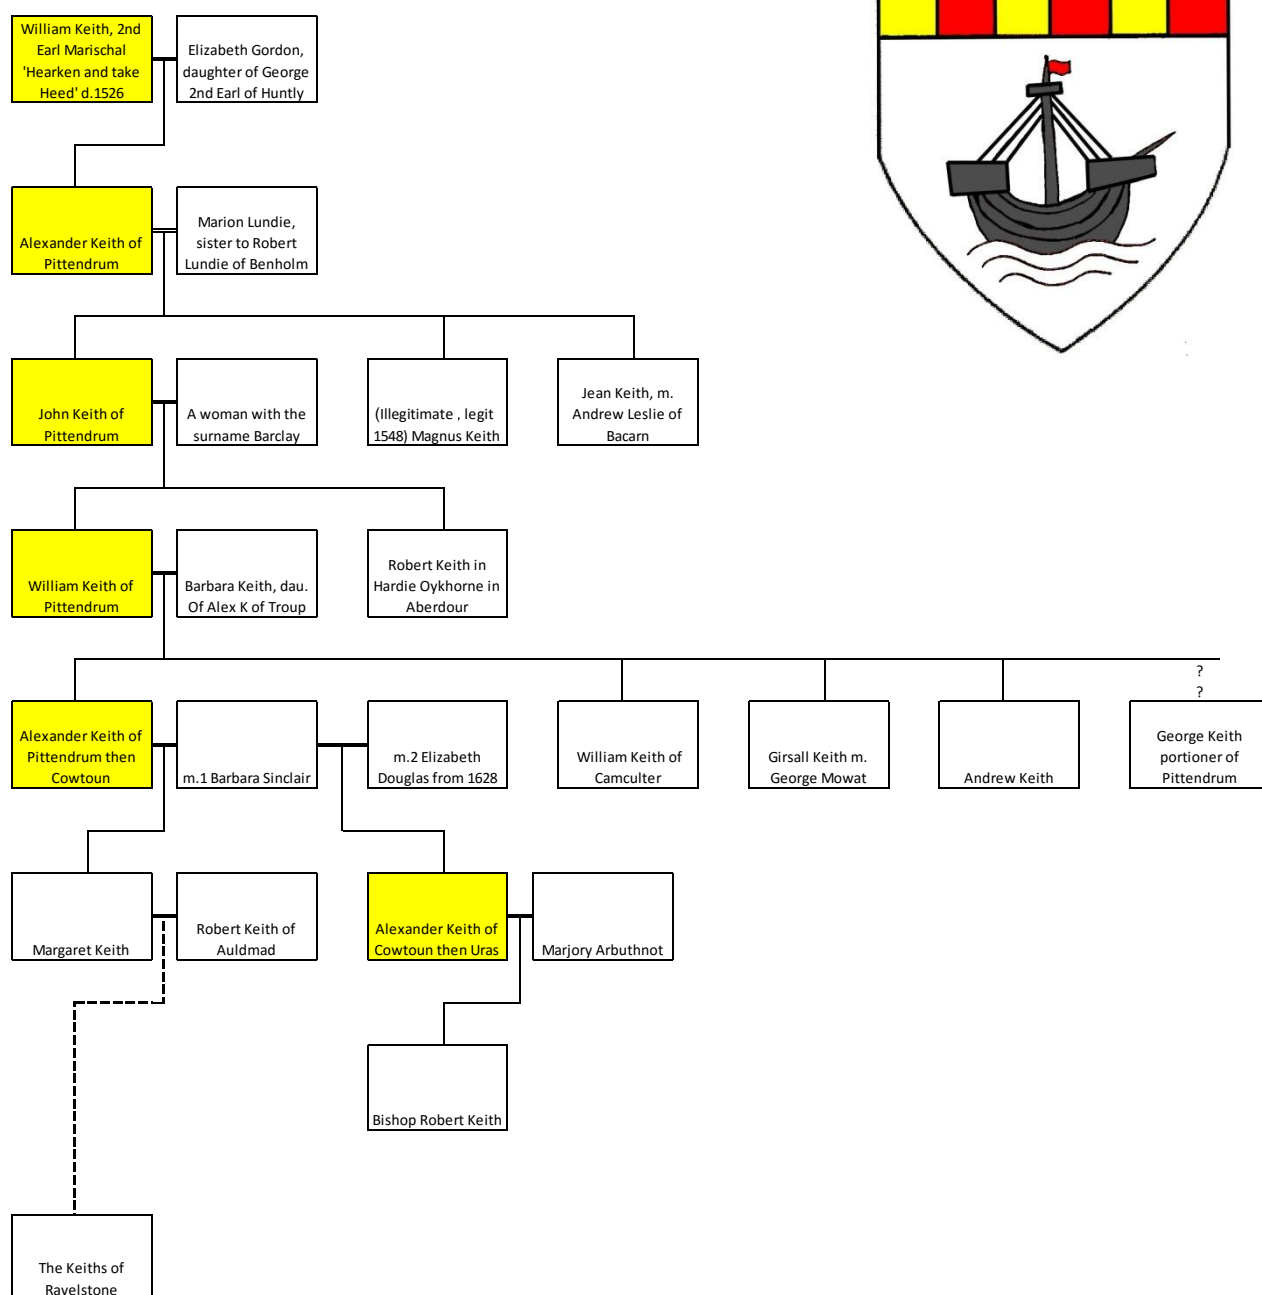 William Keith, 2nd
Earl Marischal
'Hearken and take
Heed' d.1526
Elizabeth Gordon,
daughter of George
2nd Earl of Huntly
Alexander Keith of
Pittendrum
Marion Lundie,
sister to Robert
Lundie of Benholm
John Keith of
Pittendrum
A woman with the
surname Barclay
(Illegitimate , legit
1548) Magnus Keith
Jean Keith, m.
Andrew Leslie of
Bacarn
William Keith of
Pittendrum
Barbara Keith, dau.
Of Alex K of Troup
Robert Keith in
Hardie Oykhorne in
Aberdour
?
?
Alexander Keith of
Pittendrum then
Cowtoun
m.1 Barbara Sinclair
m.2 Elizabeth
Douglas from 1628
William Keith of
Camculter
Girsall Keith m.
George Mowat
Andrew Keith
George Keith
portioner of
Pittendrum
Margaret Keith
Robert Keith of
Auldmad
Alexander Keith of
Cowtoun then Uras
Marjory Arbuthnot
Bishop Robert Keith
The Keiths of
Ravelstone